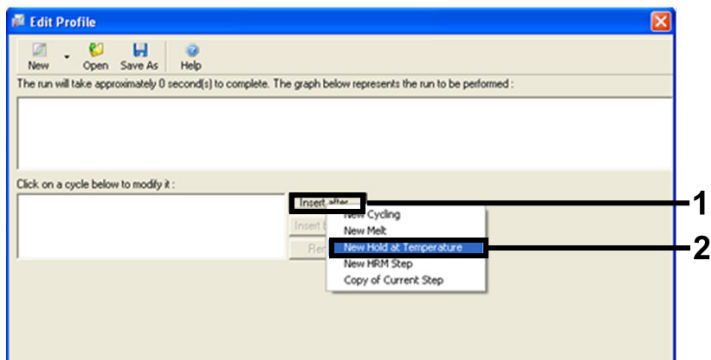 Edit Profile
New Open Save As Help
The run will take approximately 0 second(s) to complete. The graph below represents the run to be performed :
Click on a cycle below to modify it :
Insert after... 1
New Cycling
Insert
New Melt
New Hold at Temperature 2
New HRM Step
Copy of Current Step